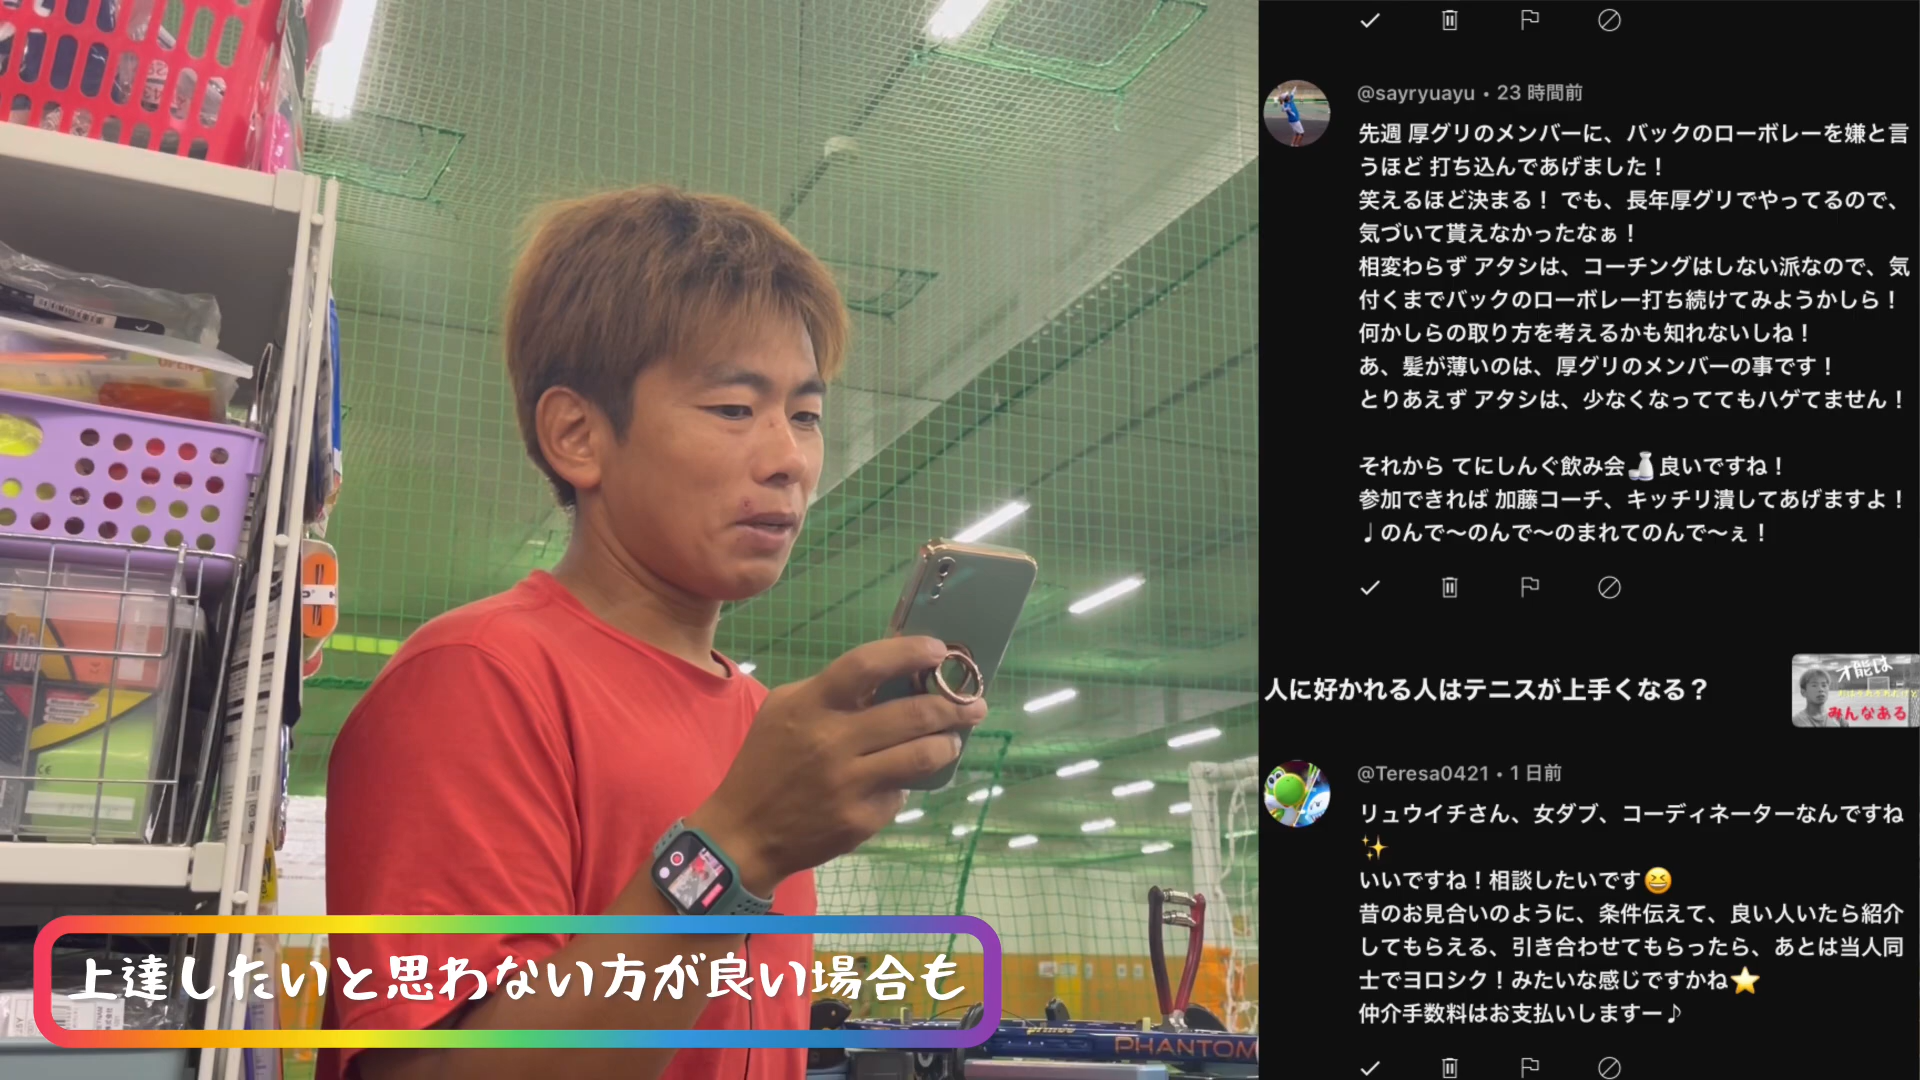 @sayryuayu • 23 時間前
先週 厚グリのメンバーに、バックのローボレーを嫌と言
うほど 打ち込んであげました！
笑えるほど決まる！ でも、長年厚グリでやってるので、
気づいて貰えなかったなぁ！
相変わらず アタシは、コーチングはしない派なので、気
付くまでバックのローボレー打ち続けてみようかしら！
何かしらの取り方を考えるかも知れないしね！
あ、髪が薄いのは、厚グリのメンバーの事です！
とりあえず アタシは、少なくなっててもハゲてません！
それから てにしんぐ飲み会🍶良いですね！
参加できれば 加藤コーチ、キッチリ潰してあげますよ！
♩のんで〜のんで〜のまれてのんで〜ぇ！
人に好かれる人はテニスが上手くなる？
才能は
みんなある
@Teresa0421 • 1 日前
リュウイチさん、女ダブ、コーディネーターなんですね
✨
いいですね！相談したいです😆
昔のお見合いのように、条件伝えて、良い人いたら紹介
してもらえる、引き合わせてもらったら、あとは当人同
士でヨロシク！みたいな感じですかね⭐
仲介手数料はお支払いしますー♪
上達したいと思わない方が良い場合も
prince
PHANTOM
OPEN